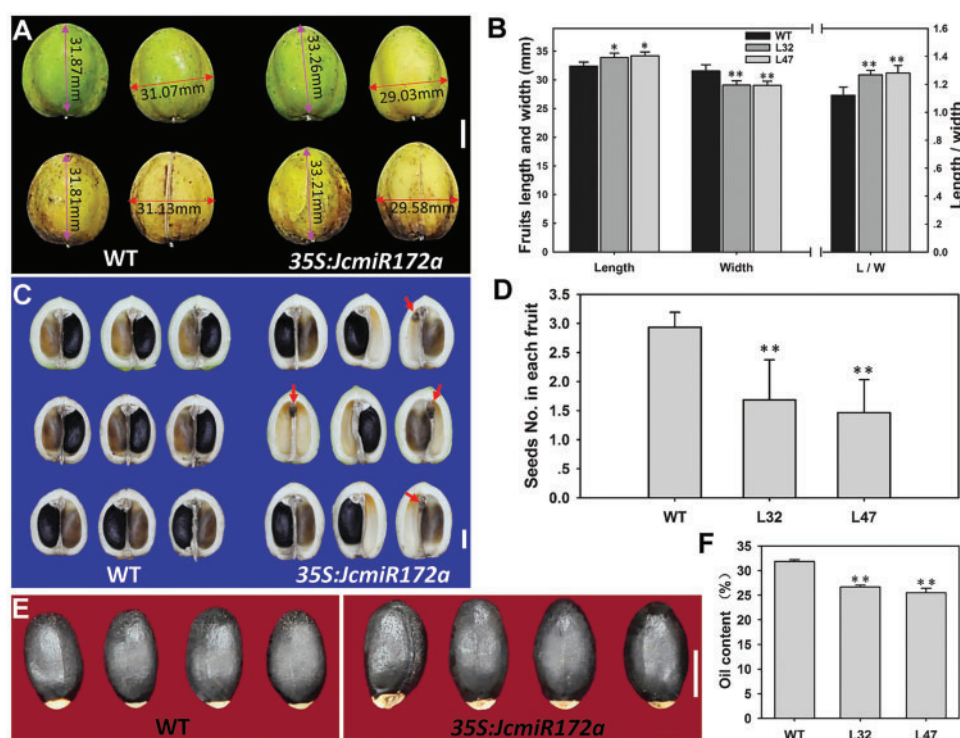 A
31.87mm
31.07mm
33.26mm
29.03mm
31.81mm
31.13mm
33.21mm
29.58mm
WT
35S:JcmiR172a
B
Fruits length and width (mm)
35
30
25
20
15
10
5
0
WT
L32
L47
* *
** **
** **
1.6
1.4
1.2
1.0
.8
.6
.4
.2
0.0
Length / width
Length Width L / W
C
WT
35S:JcmiR172a
D
Seeds No. in each fruit
3.5
3.0
2.5
2.0
1.5
1.0
.5
0.0
** **
WT L32 L47
E
WT
35S:JcmiR172a
F
Oil content (%)
35
30
25
20
15
10
5
0
** **
WT L32 L47